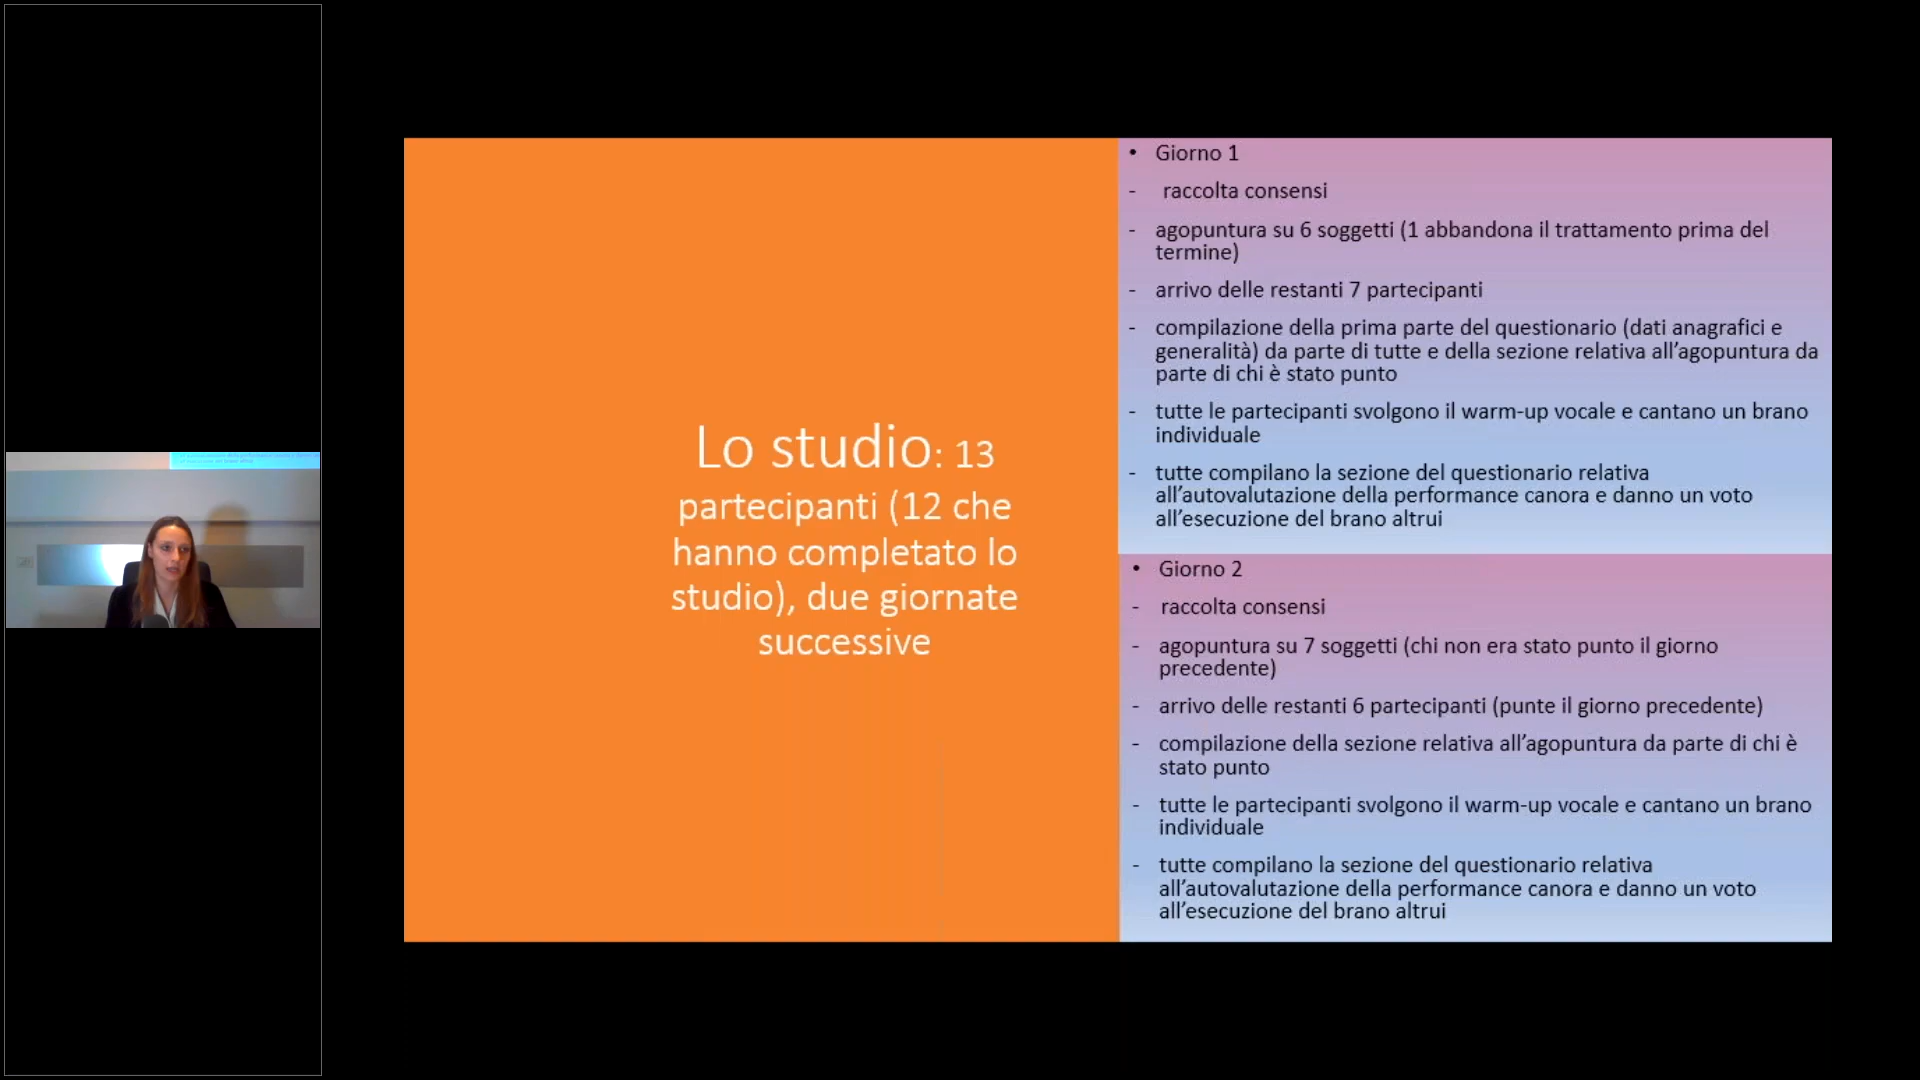 Lo studio: 13
partecipanti (12 che
hanno completato lo
studio), due giornate
successive
• Giorno 1
- raccolta consensi
- agopuntura su 6 soggetti (1 abbandona il trattamento prima del
termine)
- arrivo delle restanti 7 partecipanti
- compilazione della prima parte del questionario (dati anagrafici e
generalità) da parte di tutte e della sezione relativa all’agopuntura da
parte di chi è stato punto
- tutte le partecipanti svolgono il warm-up vocale e cantano un brano
individuale
- tutte compilano la sezione del questionario relativa
all’autovalutazione della performance canora e danno un voto
all’esecuzione del brano altrui
• Giorno 2
- raccolta consensi
- agopuntura su 7 soggetti (chi non era stato punto il giorno
precedente)
- arrivo delle restanti 6 partecipanti (punte il giorno precedente)
- compilazione della sezione relativa all’agopuntura da parte di chi è
stato punto
- tutte le partecipanti svolgono il warm-up vocale e cantano un brano
individuale
- tutte compilano la sezione del questionario relativa
all’autovalutazione della performance canora e danno un voto
all’esecuzione del brano altrui